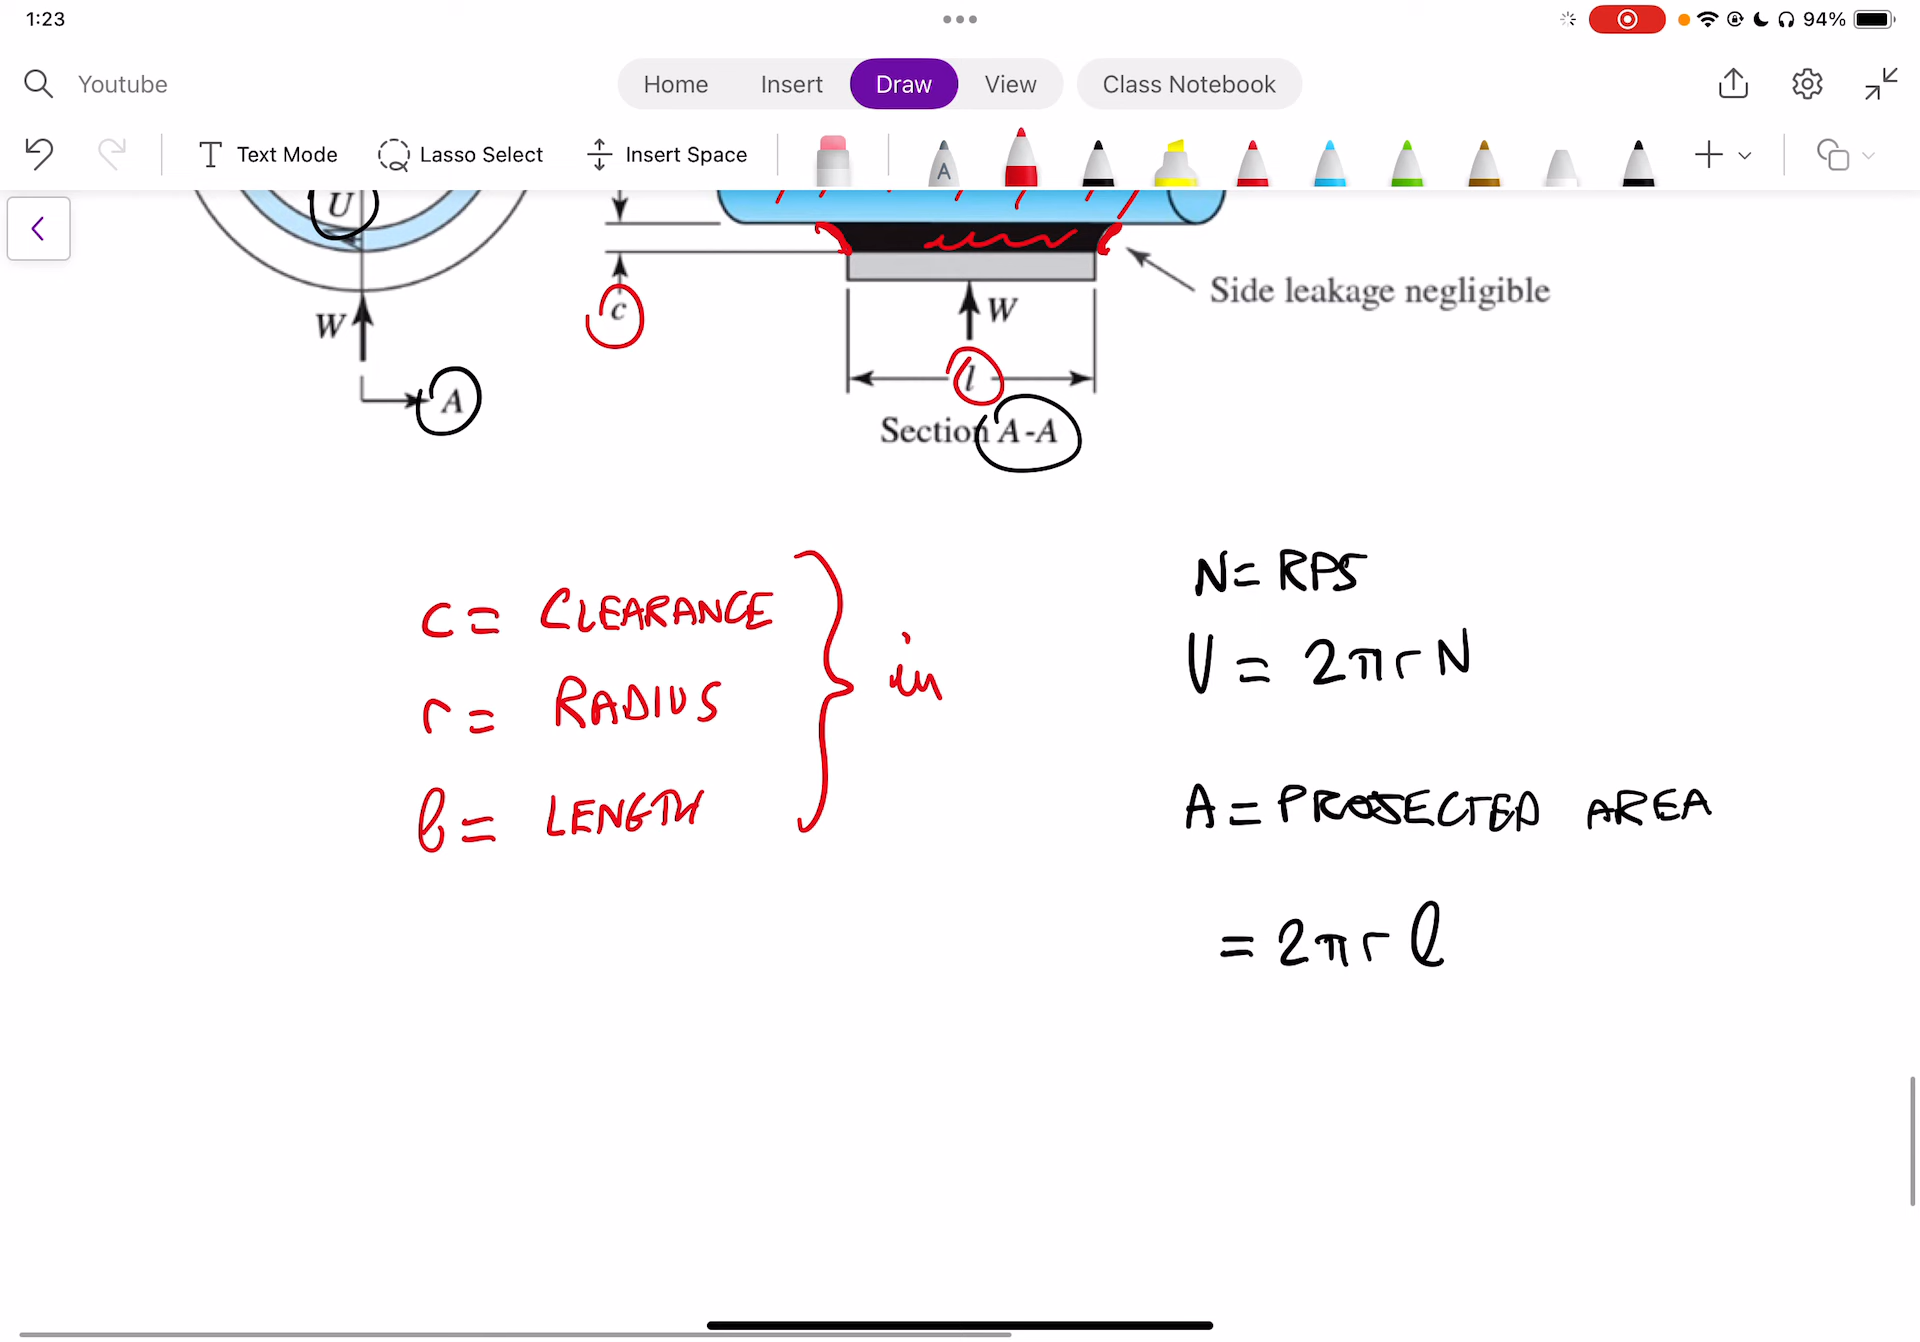 1:23
94%
Youtube
Home Insert Draw View Class Notebook
Text Mode Lasso Select Insert Space
A
U
W
A
c
W
l
Side leakage negligible
Section A-A
c = CLEARANCE
r = RADIUS
l = LENGTH
in
N = RPS
U = 2πrN
A = PROJECTED AREA
= 2πrl